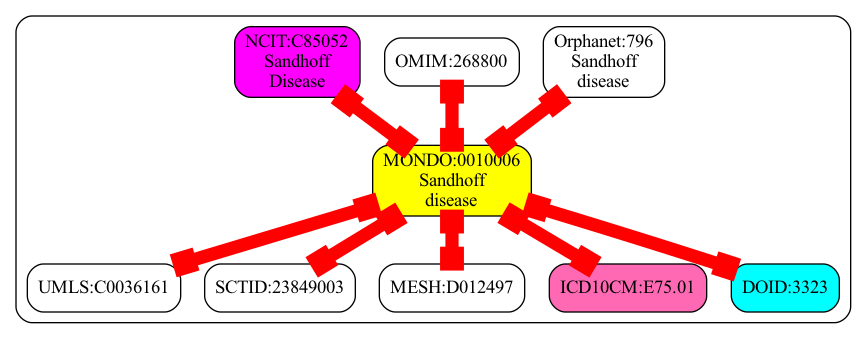 NCIT:C85052
Sandhoff
Disease
OMIM:268800
Orphanet:796
Sandhoff
disease
MONDO:0010006
Sandhoff
disease
UMLS:C0036161
SCTID:23849003
MESH:D012497
ICD10CM:E75.01
DOID:3323